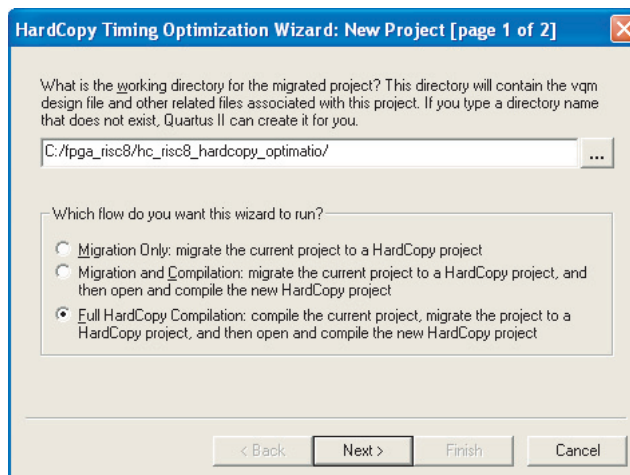 HardCopy Timing Optimization Wizard: New Project [page 1 of 2]
What is the working directory for the migrated project? This directory will contain the vqm
design file and other related files associated with this project. If you type a directory name
that does not exist, Quartus II can create it for you.
C:/fpga_risc8/hc_risc8_hardcopy_optimatio/
...
Which flow do you want this wizard to run?
Migration Only: migrate the current project to a HardCopy project
Migration and Compilation: migrate the current project to a HardCopy project, and
then open and compile the new HardCopy project
Full HardCopy Compilation: compile the current project, migrate the project to a
HardCopy project, and then open and compile the new HardCopy project
< Back Next > Finish Cancel